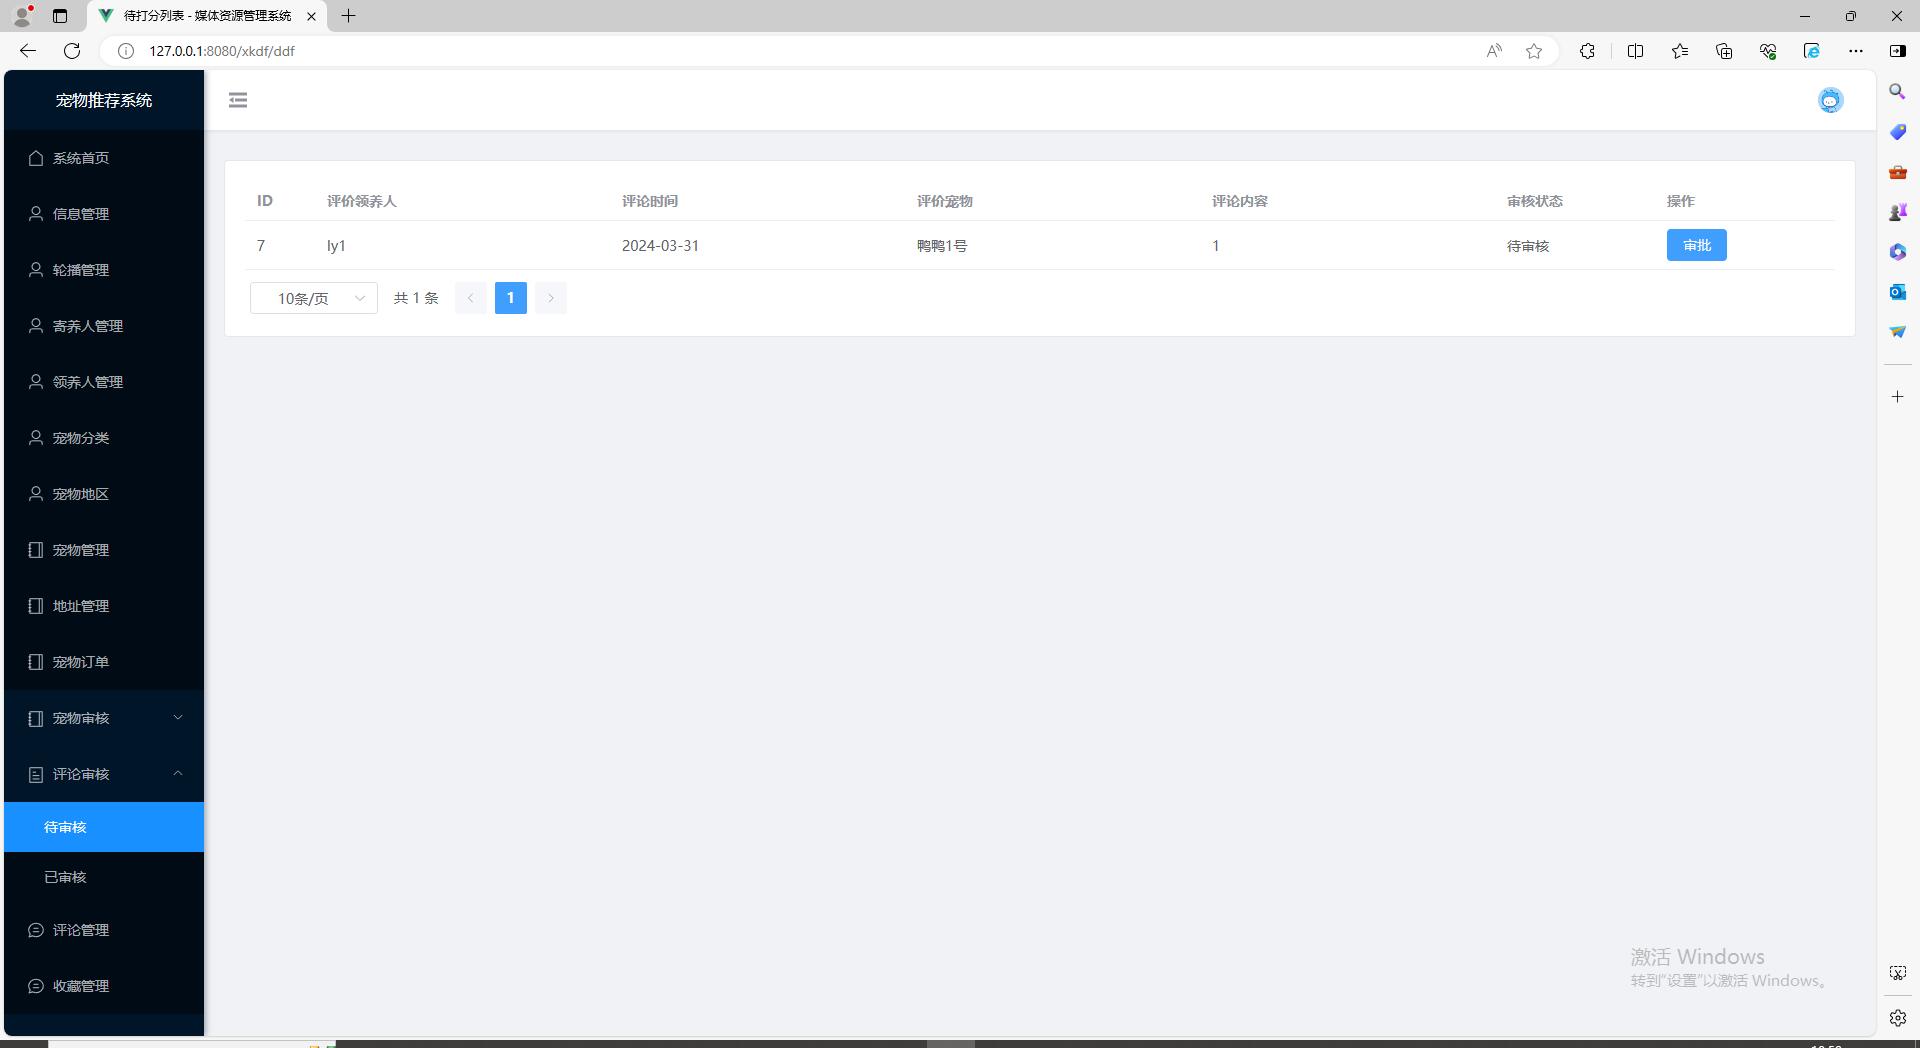 待打分列表 - 媒体资源管理系统
127.0.0.1:8080/xkdf/ddf
宠物推荐系统
系统首页
信息管理
轮播管理
寄养人管理
领养人管理
宠物分类
宠物地区
宠物管理
地址管理
宠物订单
宠物审核
评论审核
待审核
已审核
评论管理
收藏管理
ID 评价领养人 评论时间 评价宠物 评论内容 审核状态 操作
7 ly1 2024-03-31 鸭鸭1号 1 待审核 审批
10条/页 共 1 条 1
激活 Windows
转到"设置"以激活 Windows。